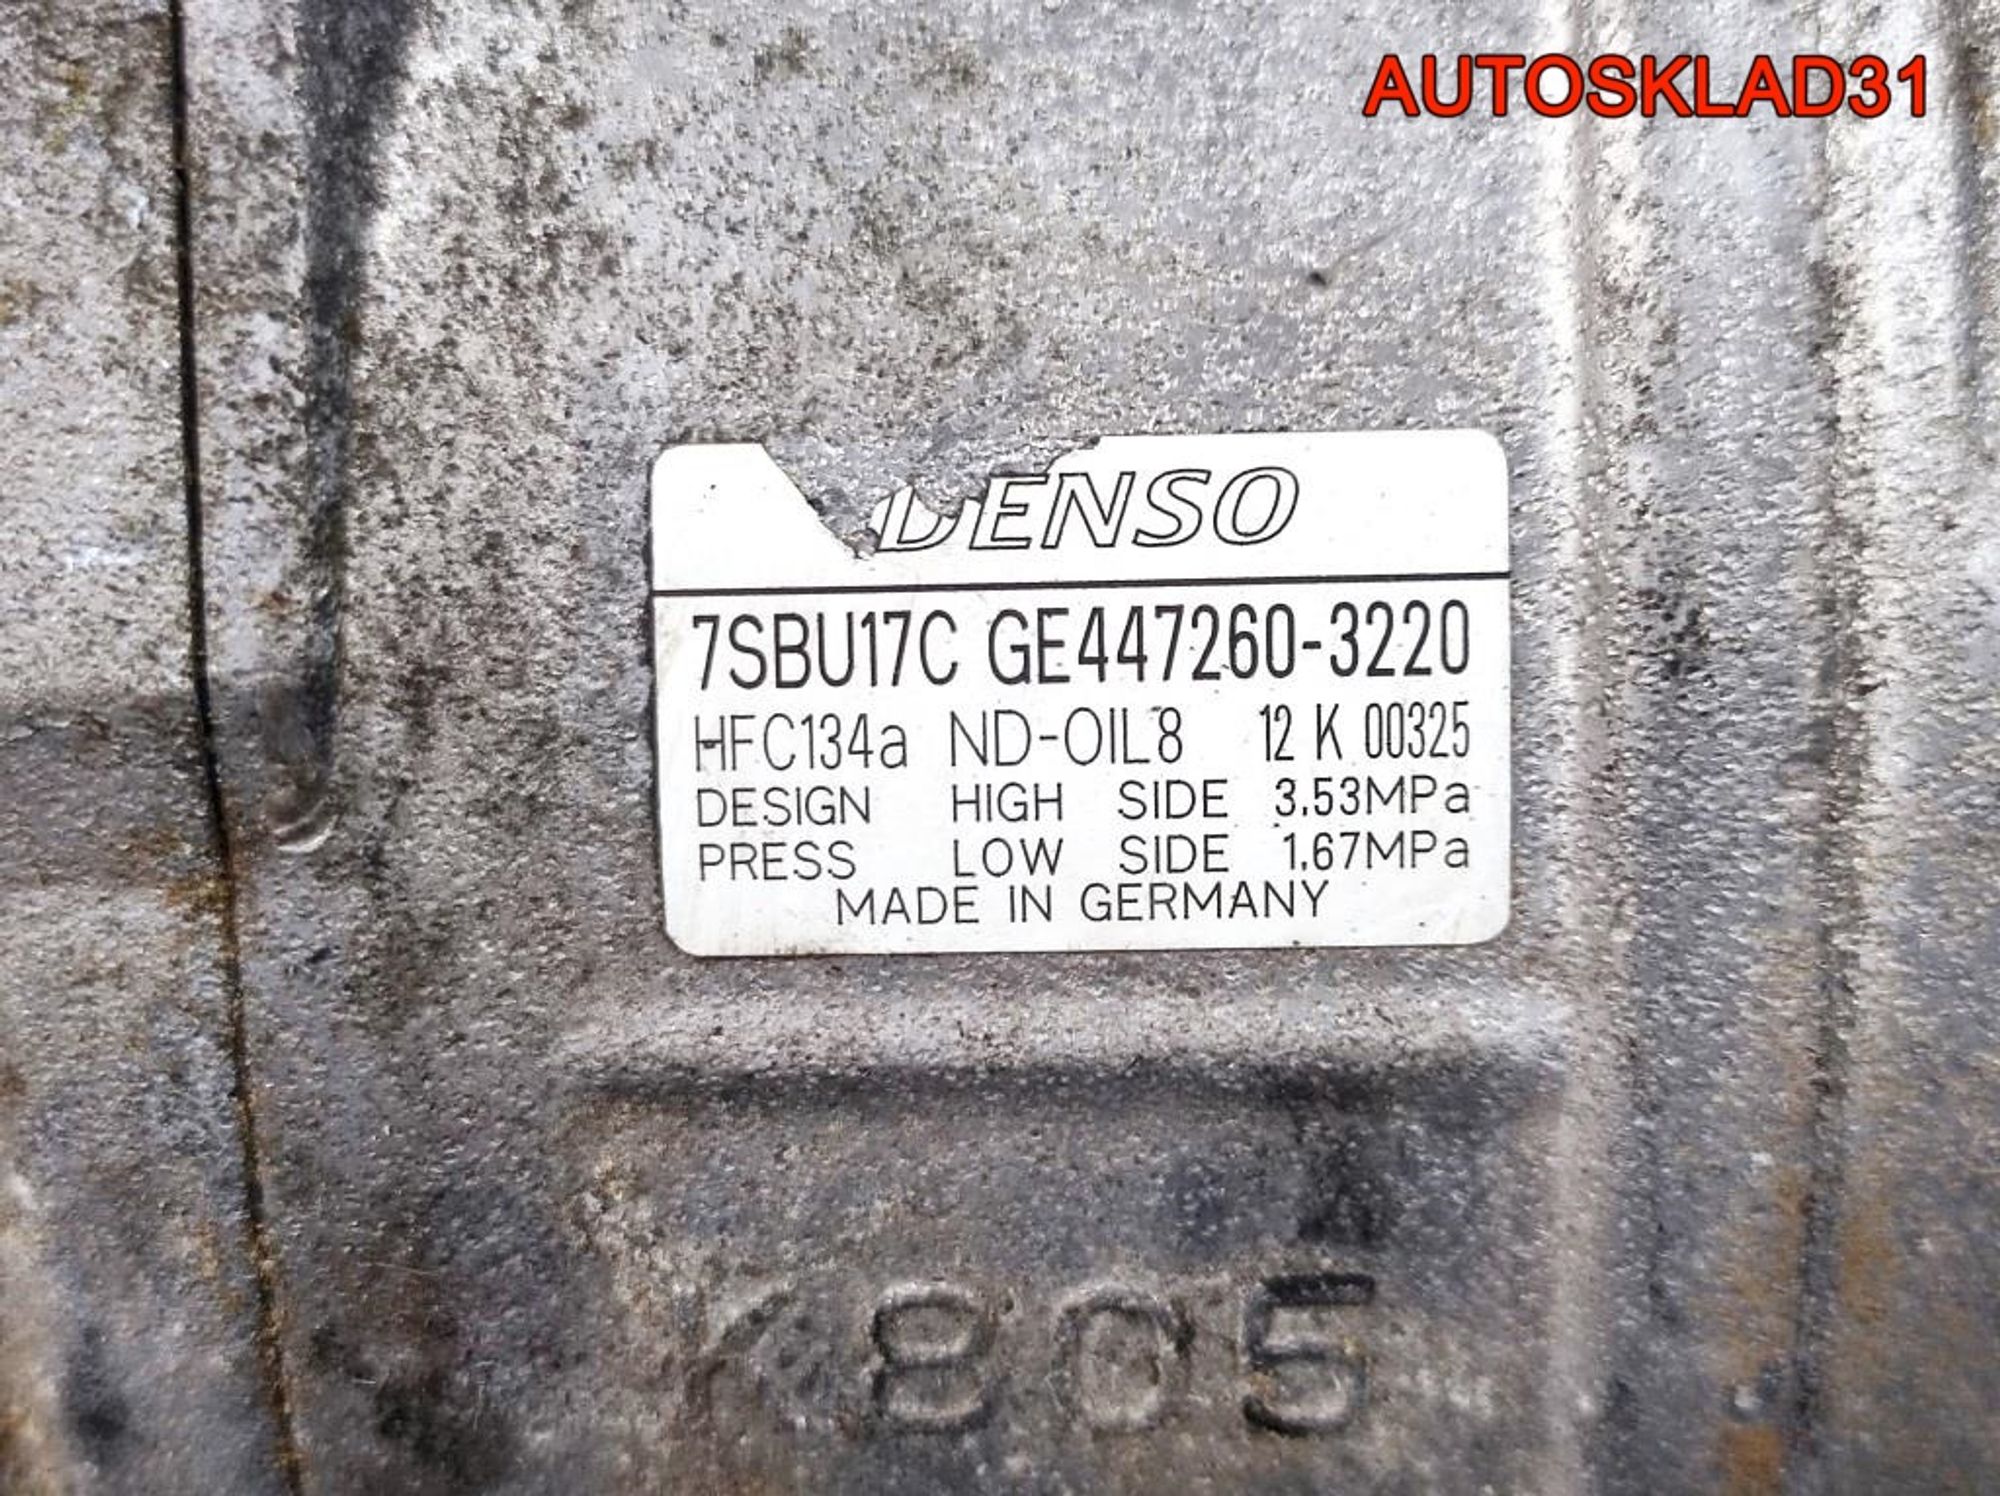 AUTOSKLAD31
DENSO
7SBU17C GE447260-3220
HFC134a ND-OIL8 12 K 00325
DESIGN HIGH SIDE 3.53MPa
PRESS LOW SIDE 1.67MPa
MADE IN GERMANY
K805